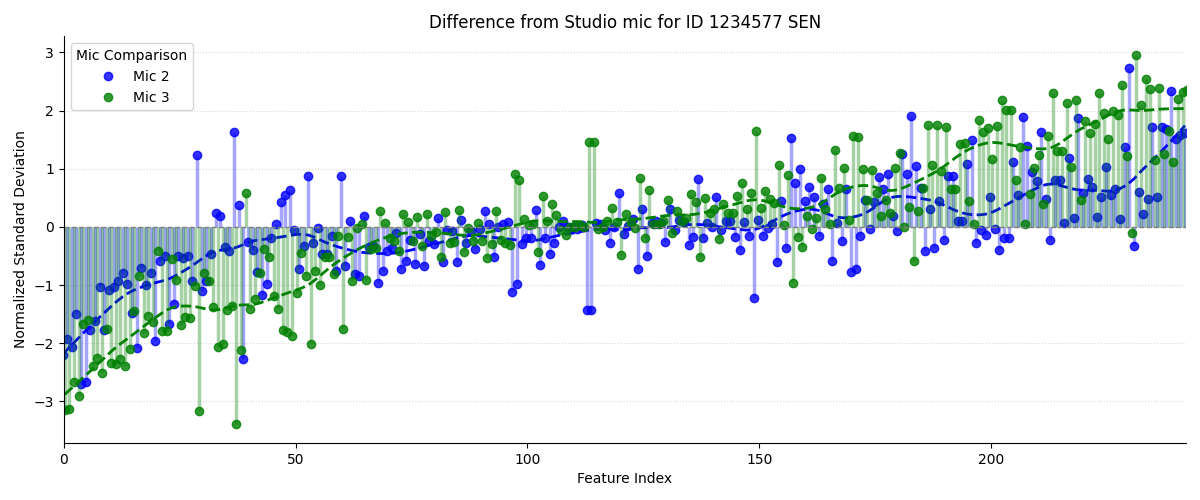 Difference from Studio mic for ID 1234577 SEN
Mic Comparison
Mic 2
Mic 3
Normalized Standard Deviation
3
2
1
0
−1
−2
−3
0 50 100 150 200
Feature Index